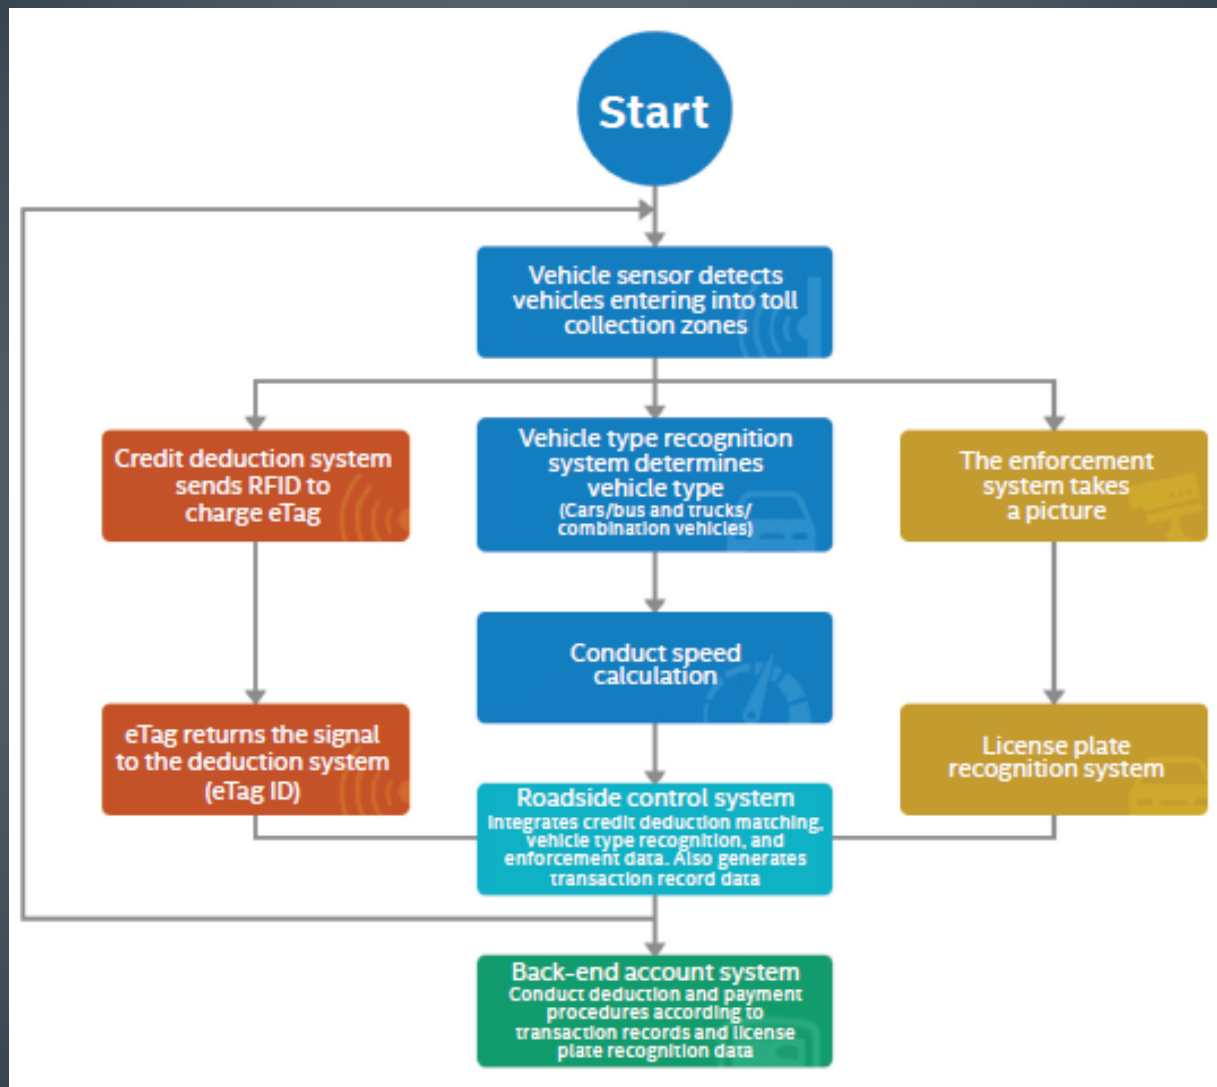 Start
Vehicle sensor detects
vehicles entering into toll
collection zones
Credit deduction system
sends RFID to
charge eTag
Vehicle type recognition
system determines
vehicle type
(Cars/bus and trucks/
combination vehicles)
The enforcement
system takes
a picture
Conduct speed
calculation
eTag returns the signal
to the deduction system
(eTag ID)
License plate
recognition system
Roadside control system
Integrates credit deduction matching,
vehicle type recognition, and
enforcement data. Also generates
transaction record data
Back-end account system
Conduct deduction and payment
procedures according to
transaction records and license
plate recognition data